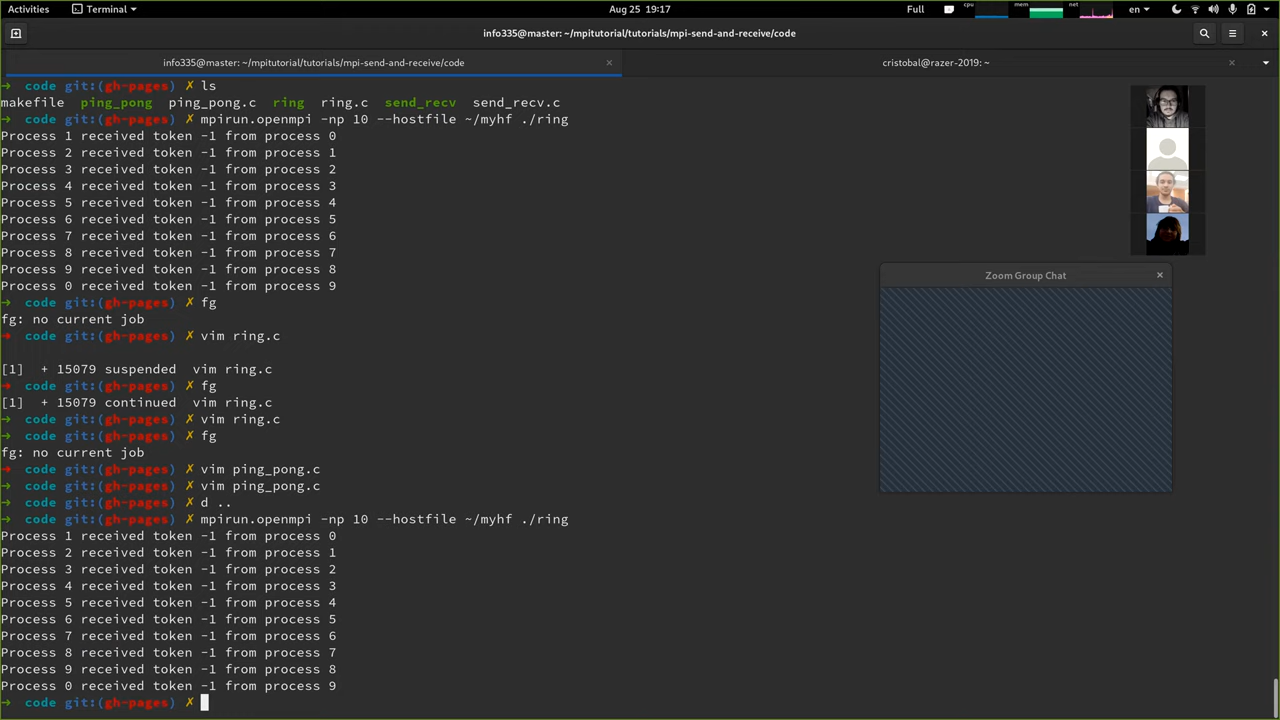 Activities Terminal Aug 25 19:17 Full cpu mem net en
info335@master: ~/mpitutorial/tutorials/mpi-send-and-receive/code
info335@master: ~/mpitutorial/tutorials/mpi-send-and-receive/code × cristobal@razer-2019: ~ ×
➜ code git:(gh-pages) ✗ ls
makefile ping_pong ping_pong.c ring ring.c send_recv send_recv.c
➜ code git:(gh-pages) ✗ mpirun.openmpi -np 10 --hostfile ~/myhf ./ring
Process 1 received token -1 from process 0
Process 2 received token -1 from process 1
Process 3 received token -1 from process 2
Process 4 received token -1 from process 3
Process 5 received token -1 from process 4
Process 6 received token -1 from process 5
Process 7 received token -1 from process 6
Process 8 received token -1 from process 7
Process 9 received token -1 from process 8
Process 0 received token -1 from process 9
➜ code git:(gh-pages) ✗ fg
fg: no current job
➜ code git:(gh-pages) ✗ vim ring.c
[1] + 15079 suspended vim ring.c
➜ code git:(gh-pages) ✗ fg
[1] + 15079 continued vim ring.c
➜ code git:(gh-pages) ✗ vim ring.c
➜ code git:(gh-pages) ✗ fg
fg: no current job
➜ code git:(gh-pages) ✗ vim ping_pong.c
➜ code git:(gh-pages) ✗ vim ping_pong.c
➜ code git:(gh-pages) ✗ d ..
➜ code git:(gh-pages) ✗ mpirun.openmpi -np 10 --hostfile ~/myhf ./ring
Process 1 received token -1 from process 0
Process 2 received token -1 from process 1
Process 3 received token -1 from process 2
Process 4 received token -1 from process 3
Process 5 received token -1 from process 4
Process 6 received token -1 from process 5
Process 7 received token -1 from process 6
Process 8 received token -1 from process 7
Process 9 received token -1 from process 8
Process 0 received token -1 from process 9
➜ code git:(gh-pages) ✗
Zoom Group Chat ×